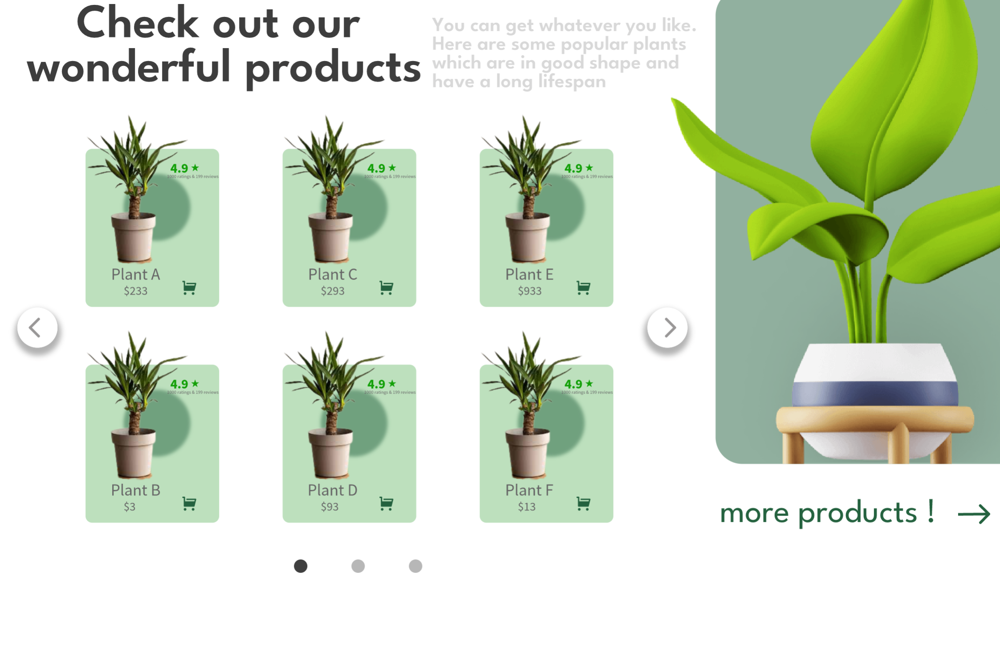 Check out our
wonderful products
You can get whatever you like.
Here are some popular plants
which are in good shape and
have a long lifespan
4.9 ★
1000 ratings & 199 reviews
Plant A
$233
4.9 ★
1000 ratings & 199 reviews
Plant C
$293
4.9 ★
1000 ratings & 199 reviews
Plant E
$933
4.9 ★
1000 ratings & 199 reviews
Plant B
$3
4.9 ★
1000 ratings & 199 reviews
Plant D
$93
4.9 ★
1000 ratings & 199 reviews
Plant F
$13
more products ! →